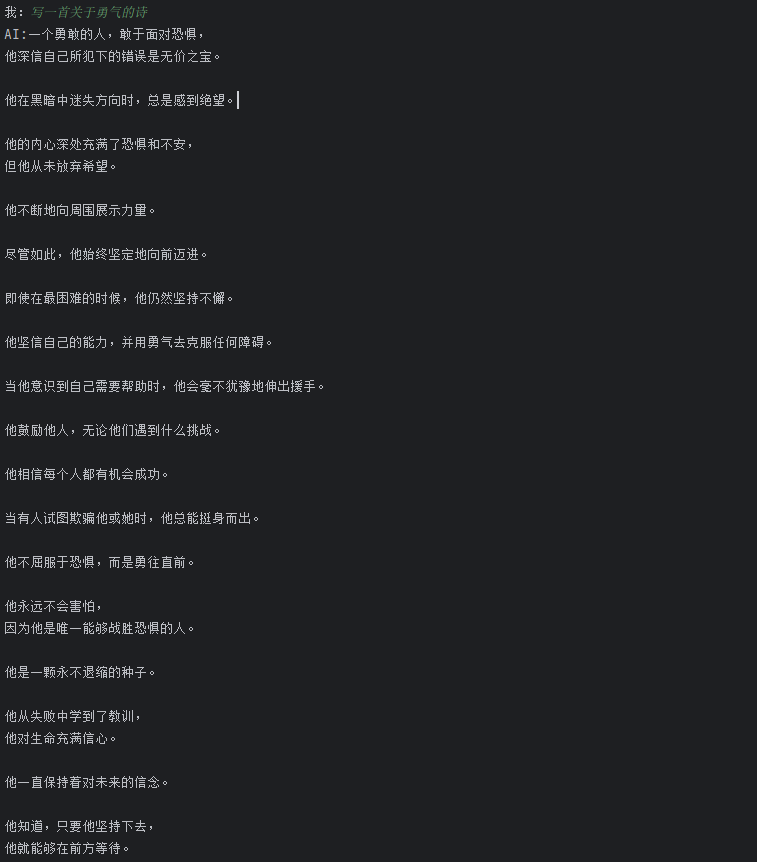 我: 写一首关于勇气的诗
AI:一个勇敢的人，敢于面对恐惧，
他深信自己所犯下的错误是无价之宝。
他在黑暗中迷失方向时，总是感到绝望。
他的内心深处充满了恐惧和不安，
但他从未放弃希望。
他不断地向周围展示力量。
尽管如此，他始终坚定地向前迈进。
即使在最困难的时候，他仍然坚持不懈。
他坚信自己的能力，并用勇气去克服任何障碍。
当他意识到自己需要帮助时，他会毫不犹豫地伸出援手。
他鼓励他人，无论他们遇到什么挑战。
他相信每个人都有机会成功。
当有人试图欺骗他或她时，他总能挺身而出。
他不屈服于恐惧，而是勇往直前。
他永远不会害怕，
因为他是唯一能够战胜恐惧的人。
他是一颗永不退缩的种子。
他从失败中学到了教训，
他对生命充满信心。
他一直保持着对未来的信念。
他知道，只要他坚持下去，
他就能够在前方等待。